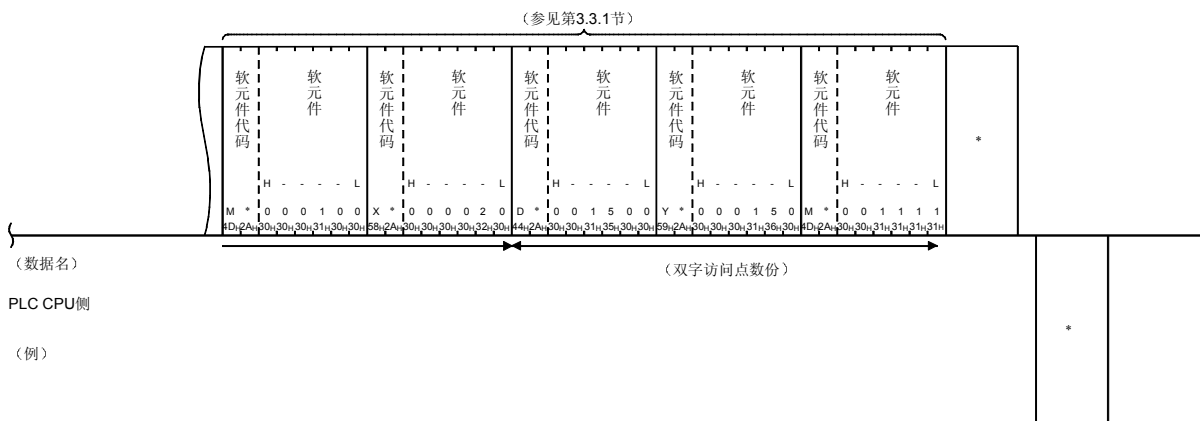 （参见第3.3.1节）
软元件代码 软元件 软元件代码 软元件 软元件代码 软元件 软元件代码 软元件 软元件代码 软元件
*
H - - - - L H - - - - L H - - - - L H - - - - L H - - - - L
M * 0 0 0 1 0 0 X * 0 0 0 0 2 0 D * 0 0 1 5 0 0 Y * 0 0 0 1 5 0 M * 0 0 1 1 1 1
4DH 2AH 30H 30H 30H 31H 30H 30H 58H 2AH 30H 30H 30H 30H 32H 30H 44H 2AH 30H 30H 31H 35H 30H 30H 59H 2AH 30H 30H 30H 31H 36H 30H 4DH 2AH 30H 30H 31H 31H 31H 31H
（数据名）
（双字访问点数份）
PLC CPU侧
*
（例）